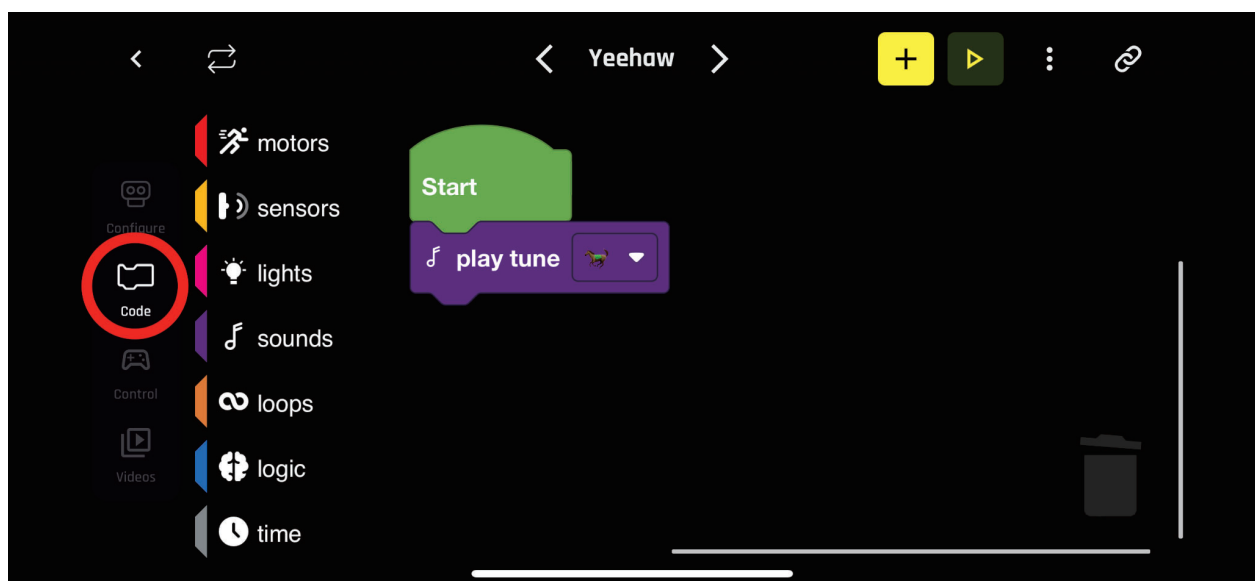 Yeehaw
Configure
Code
Control
Videos
motors
sensors
lights
sounds
loops
logic
time
Start
play tune